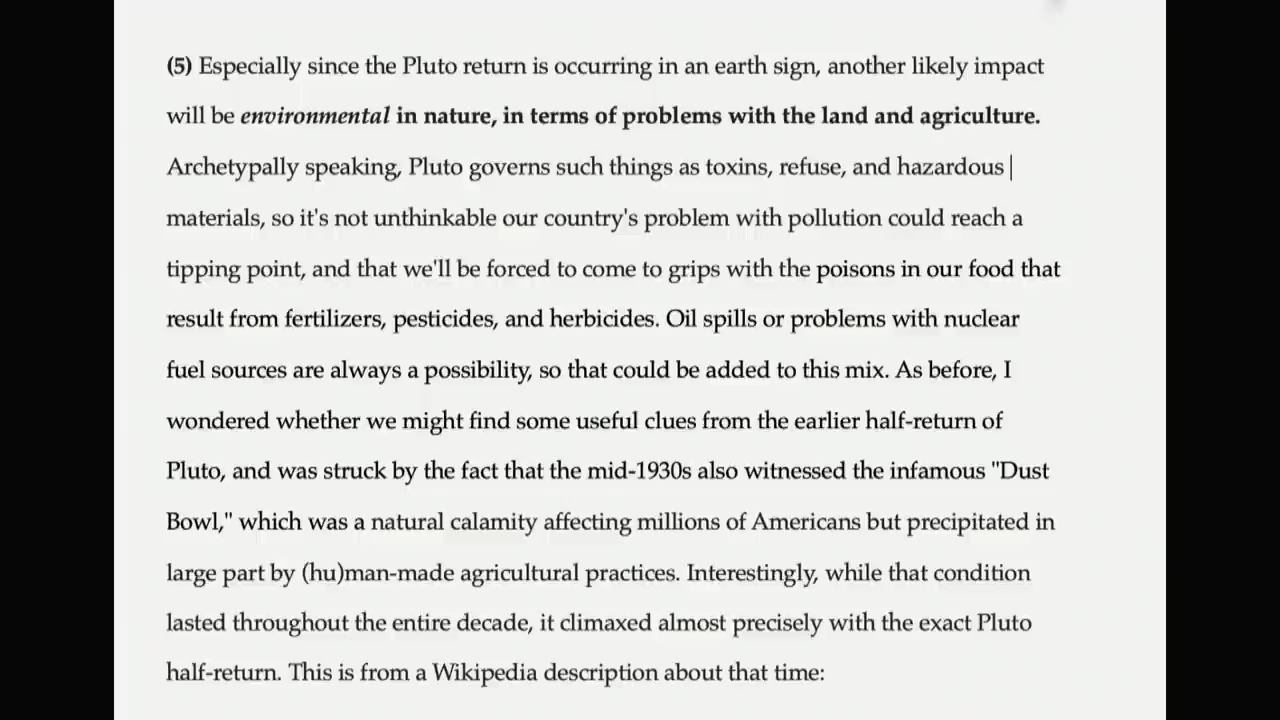 (5) Especially since the Pluto return is occurring in an earth sign, another likely impact
will be environmental in nature, in terms of problems with the land and agriculture.
Archetypally speaking, Pluto governs such things as toxins, refuse, and hazardous
materials, so it's not unthinkable our country's problem with pollution could reach a
tipping point, and that we'll be forced to come to grips with the poisons in our food that
result from fertilizers, pesticides, and herbicides. Oil spills or problems with nuclear
fuel sources are always a possibility, so that could be added to this mix. As before, I
wondered whether we might find some useful clues from the earlier half-return of
Pluto, and was struck by the fact that the mid-1930s also witnessed the infamous "Dust
Bowl," which was a natural calamity affecting millions of Americans but precipitated in
large part by (hu)man-made agricultural practices. Interestingly, while that condition
lasted throughout the entire decade, it climaxed almost precisely with the exact Pluto
half-return. This is from a Wikipedia description about that time: